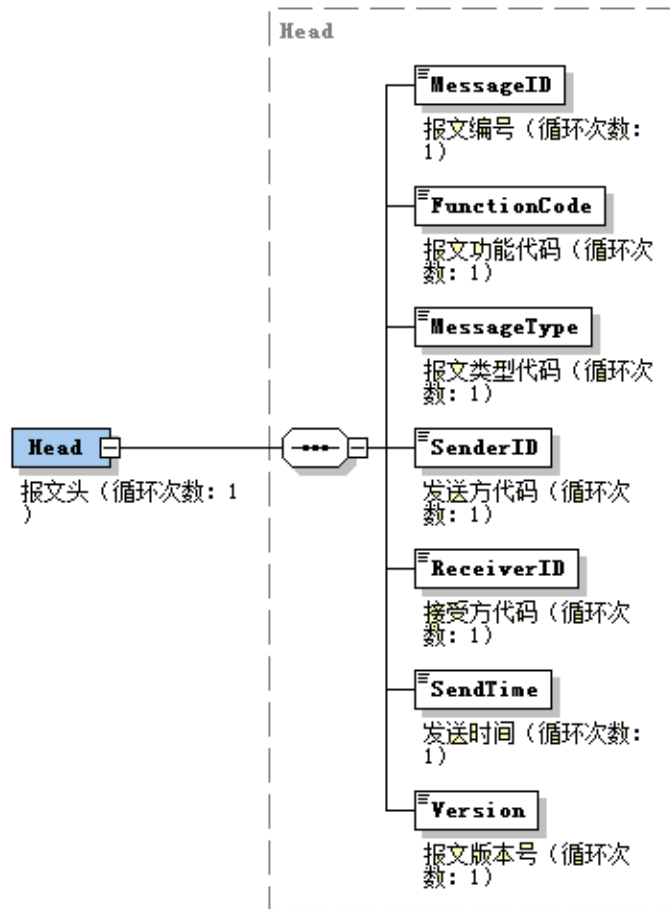 Head
MessageID
报文编号（循环次数：
1）
FunctionCode
报文功能代码（循环次
数：1）
MessageType
报文类型代码（循环次
数：1）
Head
报文头（循环次数：1
）
SenderID
发送方代码（循环次
数：1）
ReceiverID
接受方代码（循环次
数：1）
SendTime
发送时间（循环次数：
1）
Version
报文版本号（循环次
数：1）